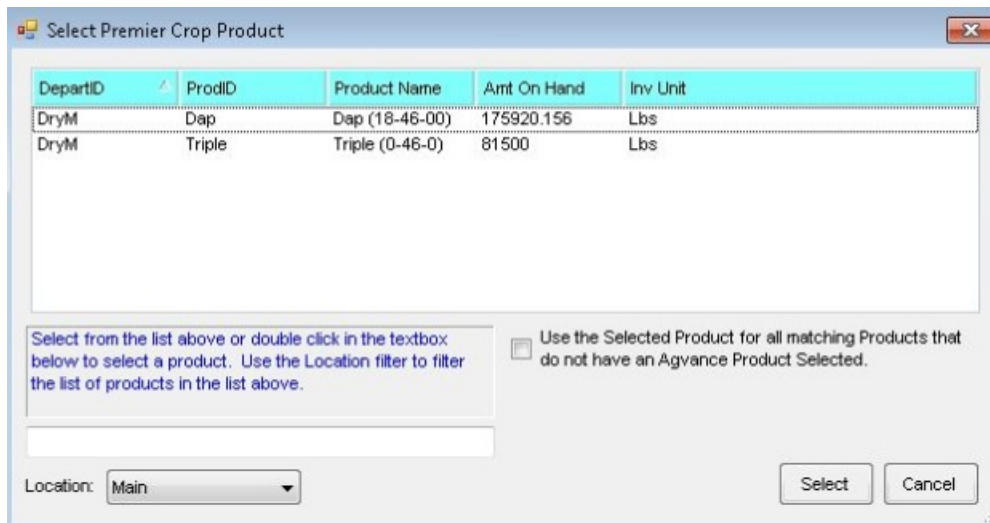 Select Premier Crop Product
DepartID ProdID Product Name Amt On Hand Inv Unit
DryM Dap Dap (18-46-00) 175920.156 Lbs
DryM Triple Triple (0-46-0) 81500 Lbs
Select from the list above or double click in the textbox
below to select a product. Use the Location filter to filter
the list of products in the list above.
Use the Selected Product for all matching Products that
do not have an Agvance Product Selected.
Location: Main
Select Cancel